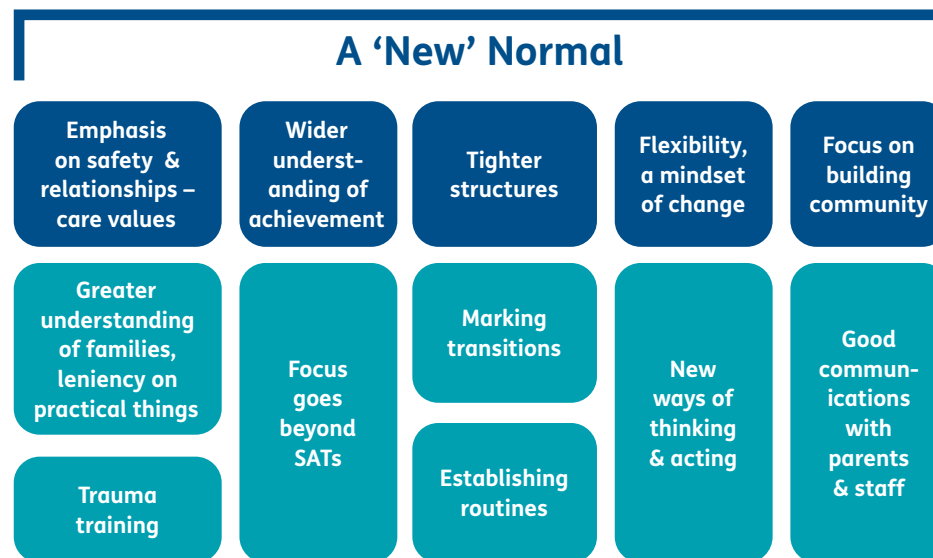 A ‘New’ Normal
Emphasis
on safety &
relationships –
care values
Wider
underst-
anding of
achievement
Tighter
structures
Flexibility,
a mindset
of change
Focus on
building
community
Greater
understanding
of families,
leniency on
practical things
Trauma
training
Focus
goes
beyond
SATs
Marking
transitions
Establishing
routines
New
ways of
thinking
& acting
Good
commun-
ications
with
parents
& staff